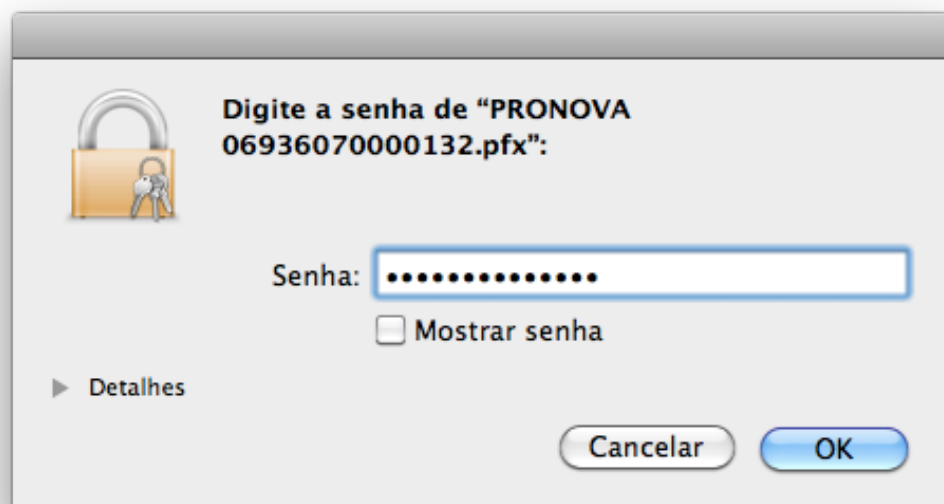 Digite a senha de “PRONOVA
06936070000132.pfx”:
Senha: ••••••••••••••
Mostrar senha
Detalhes
Cancelar OK